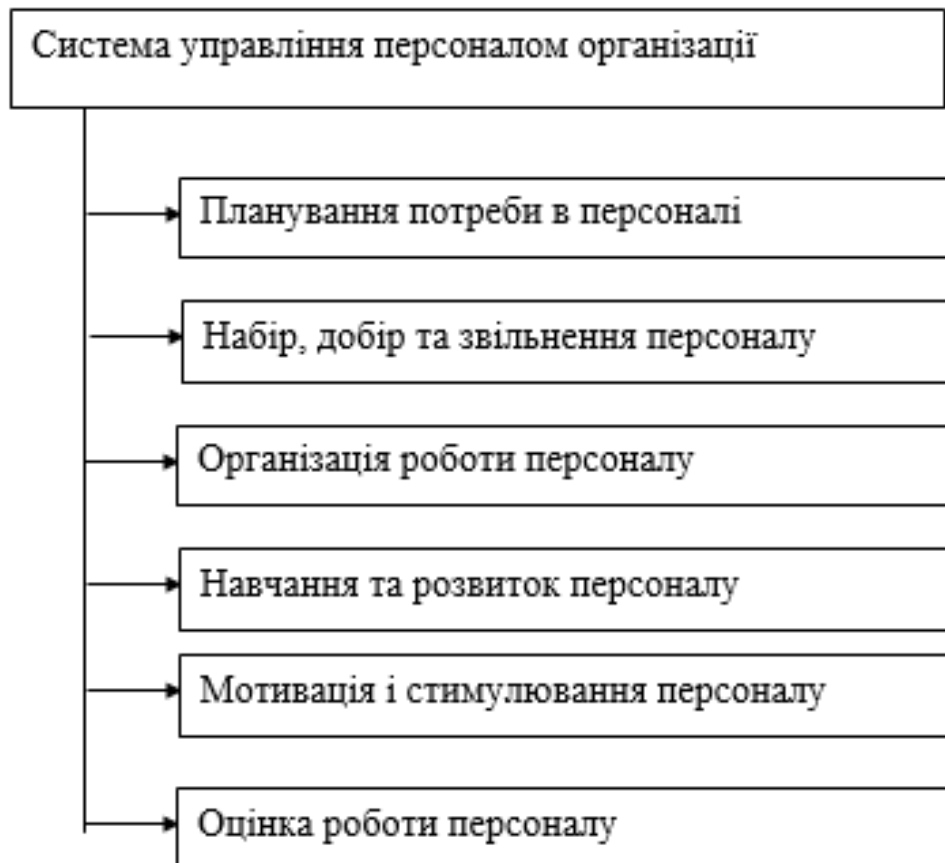 Система управління персоналом організації
Планування потреби в персоналі
Набір, добір та звільнення персоналу
Організація роботи персоналу
Навчання та розвиток персоналу
Мотивація і стимулювання персоналу
Оцінка роботи персоналу